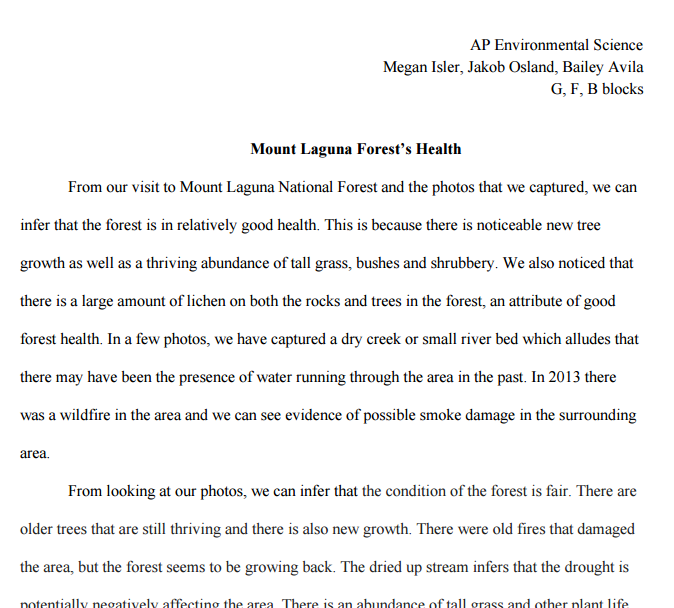 AP Environmental Science
Megan Isler, Jakob Osland, Bailey Avila
G, F, B blocks
Mount Laguna Forest’s Health
From our visit to Mount Laguna National Forest and the photos that we captured, we can
infer that the forest is in relatively good health. This is because there is noticeable new tree
growth as well as a thriving abundance of tall grass, bushes and shrubbery. We also noticed that
there is a large amount of lichen on both the rocks and trees in the forest, an attribute of good
forest health. In a few photos, we have captured a dry creek or small river bed which alludes that
there may have been the presence of water running through the area in the past. In 2013 there
was a wildfire in the area and we can see evidence of possible smoke damage in the surrounding
area.
From looking at our photos, we can infer that the condition of the forest is fair. There are
older trees that are still thriving and there is also new growth. There were old fires that damaged
the area, but the forest seems to be growing back. The dried up stream infers that the drought is
potentially negatively affecting the area. There is an abundance of tall grass and other plant life